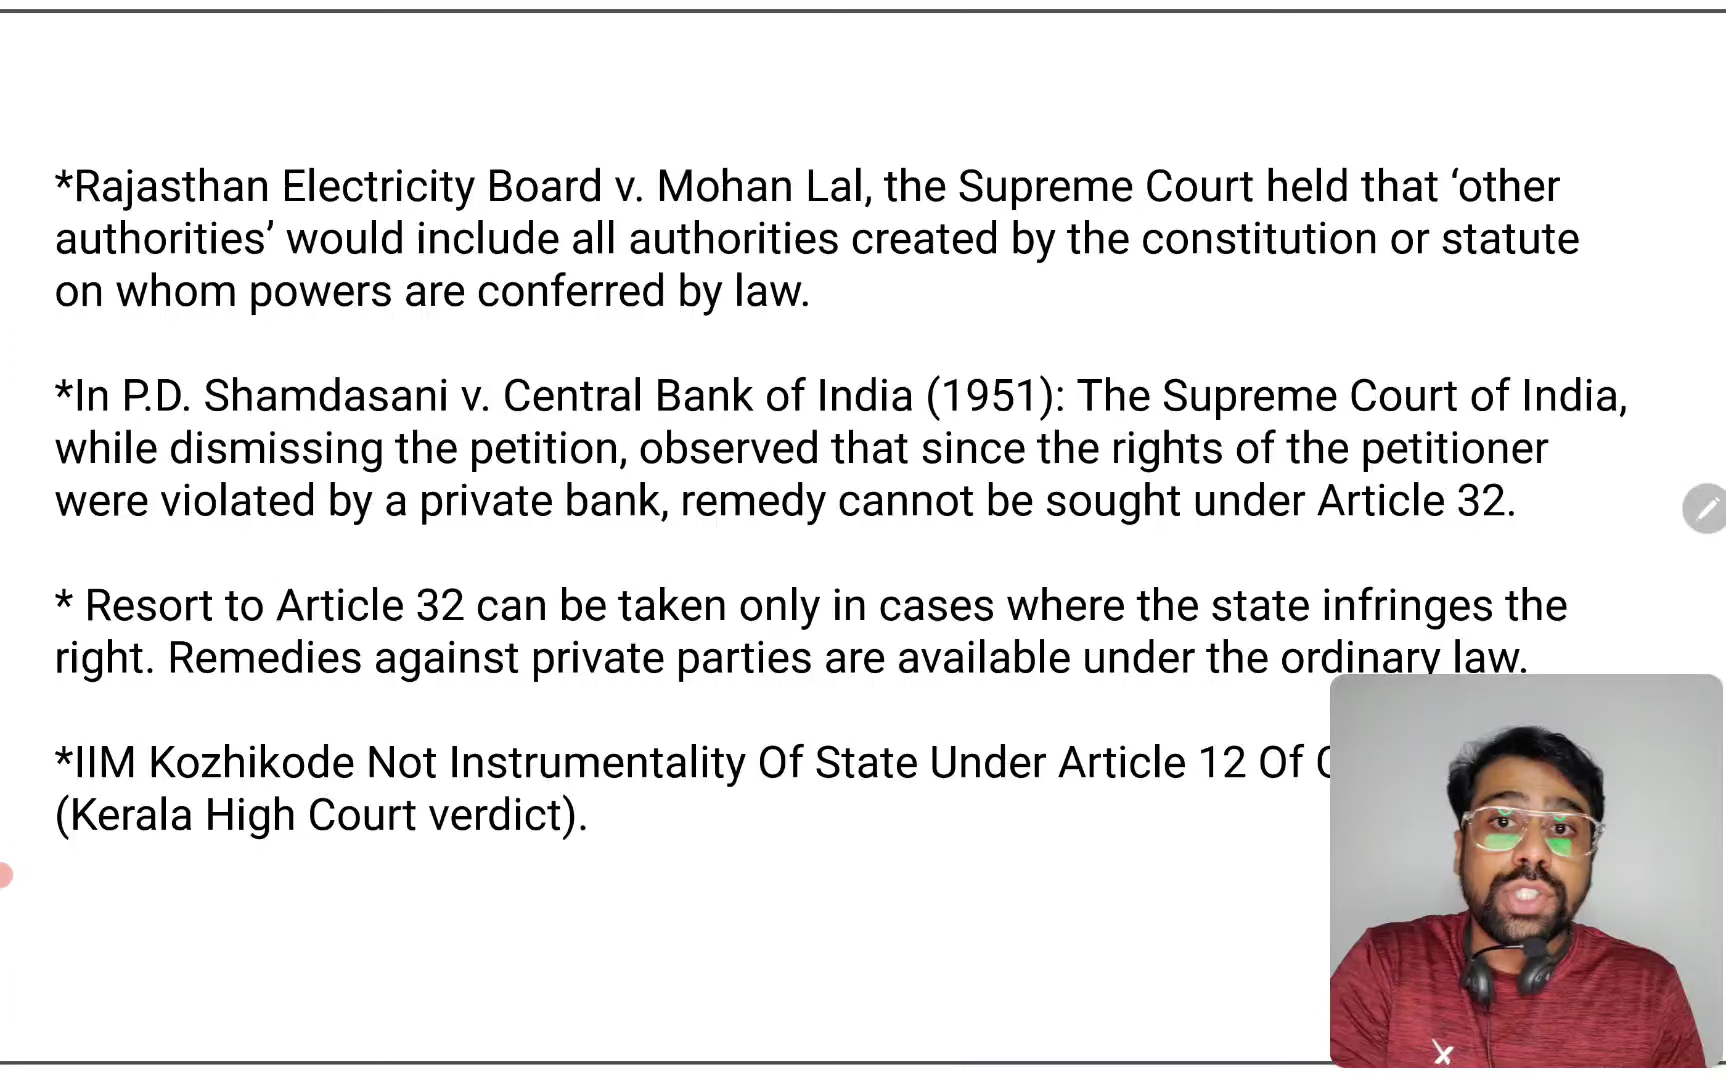 *Rajasthan Electricity Board v. Mohan Lal, the Supreme Court held that ‘other
authorities’ would include all authorities created by the constitution or statute
on whom powers are conferred by law.
*In P.D. Shamdasani v. Central Bank of India (1951): The Supreme Court of India,
while dismissing the petition, observed that since the rights of the petitioner
were violated by a private bank, remedy cannot be sought under Article 32.
* Resort to Article 32 can be taken only in cases where the state infringes the
right. Remedies against private parties are available under the ordinary law.
*IIM Kozhikode Not Instrumentality Of State Under Article 12 Of
(Kerala High Court verdict).